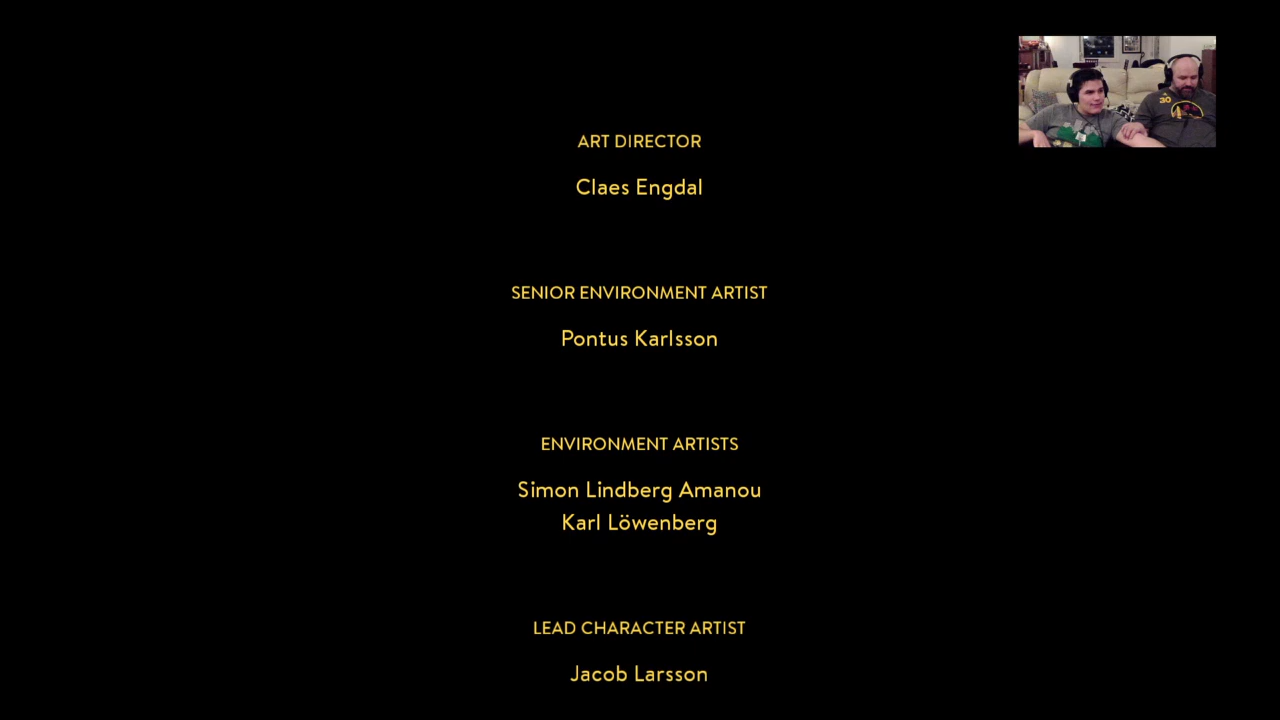 ART DIRECTOR
Claes Engdal
SENIOR ENVIRONMENT ARTIST
Pontus Karlsson
ENVIRONMENT ARTISTS
Simon Lindberg Amanou
Karl Löwenberg
LEAD CHARACTER ARTIST
Jacob Larsson
30